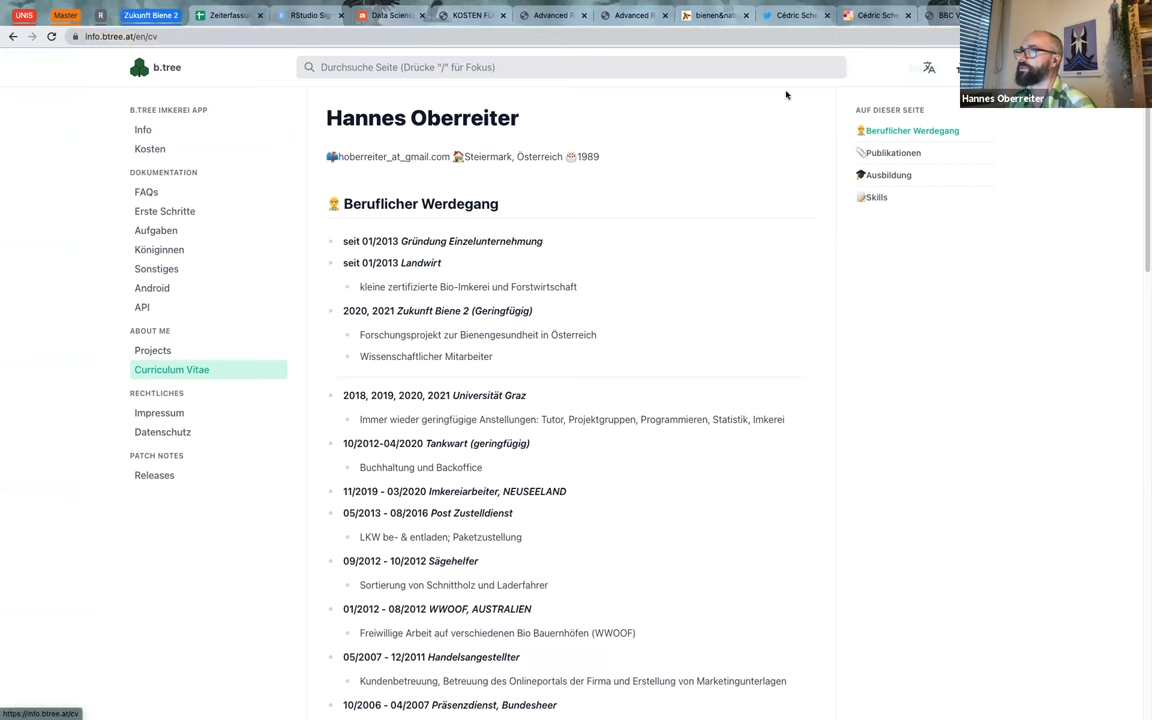 UNIS
Master
R
Zukunft Biene 2
Zeiterfassu
RStudio Sig
Data Scienc
KOSTEN FU
Advanced R
Advanced R
bienen&nat
Cédric Sche
Cédric Sche
BBC
info.btree.at/en/cv
b.tree
Durchsuche Seite (Drücke "/" für Fokus)
Hannes Oberreiter
B.TREE IMKEREI APP
Info
Kosten
DOKUMENTATION
FAQs
Erste Schritte
Aufgaben
Königinnen
Sonstiges
Android
API
ABOUT ME
Projects
Curriculum Vitae
RECHTLICHES
Impressum
Datenschutz
PATCH NOTES
Releases
Hannes Oberreiter
hoberreiter_at_gmail.com Steiermark, Österreich 1989
Beruflicher Werdegang
seit 01/2013 Gründung Einzelunternehmung
seit 01/2013 Landwirt
kleine zertifizierte Bio-Imkerei und Forstwirtschaft
2020, 2021 Zukunft Biene 2 (Geringfügig)
Forschungsprojekt zur Bienengesundheit in Österreich
Wissenschaftlicher Mitarbeiter
2018, 2019, 2020, 2021 Universität Graz
Immer wieder geringfügige Anstellungen: Tutor, Projektgruppen, Programmieren, Statistik, Imkerei
10/2012-04/2020 Tankwart (geringfügig)
Buchhaltung und Backoffice
11/2019 - 03/2020 Imkereiarbeiter, NEUSEELAND
05/2013 - 08/2016 Post Zustelldienst
LKW be- & entladen; Paketzustellung
09/2012 - 10/2012 Sägehelfer
Sortierung von Schnittholz und Laderfahrer
01/2012 - 08/2012 WWOOF, AUSTRALIEN
Freiwillige Arbeit auf verschiedenen Bio Bauernhöfen (WWOOF)
05/2007 - 12/2011 Handelsangestellter
Kundenbetreuung, Betreuung des Onlineportals der Firma und Erstellung von Marketingunterlagen
10/2006 - 04/2007 Präsenzdienst, Bundesheer
AUF DIESER SEITE
Beruflicher Werdegang
Publikationen
Ausbildung
Skills
https://info.btree.at/cv